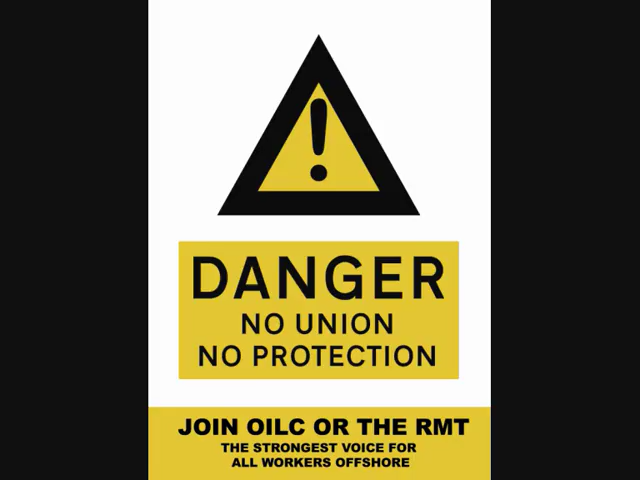 DANGER
NO UNION
NO PROTECTION
JOIN OILC OR THE RMT
THE STRONGEST VOICE FOR
ALL WORKERS OFFSHORE